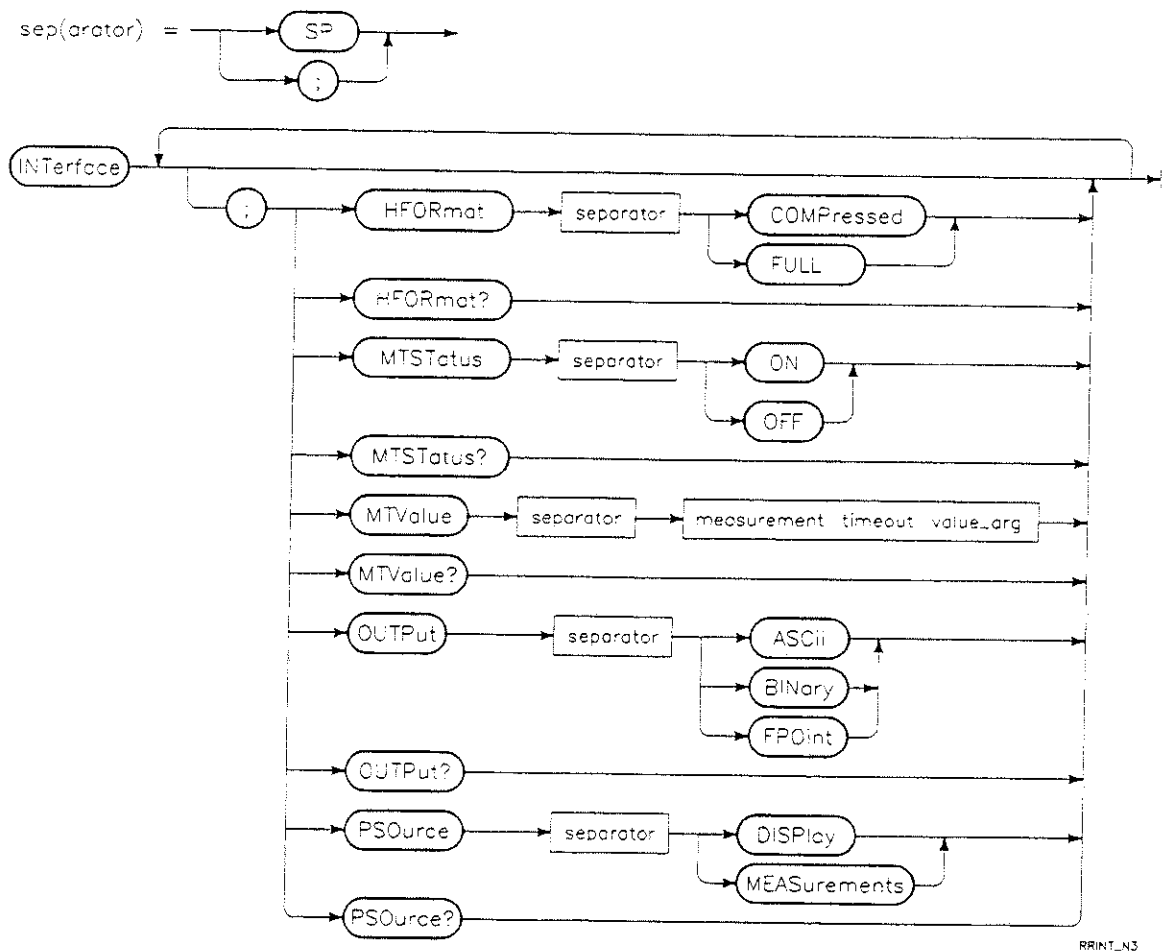 sep(arator) = SP
;
INTerface
; HFORmat separator COMPressed
FULL
HFORmat?
MTSTatus separator ON
OFF
MTSTatus?
MTValue separator measurement timeout value_arg
MTValue?
OUTPut separator ASCii
BINary
FPOint
OUTPut?
PSOurce separator DISPlay
MEASurements
PSOurce?
RRINT_N3